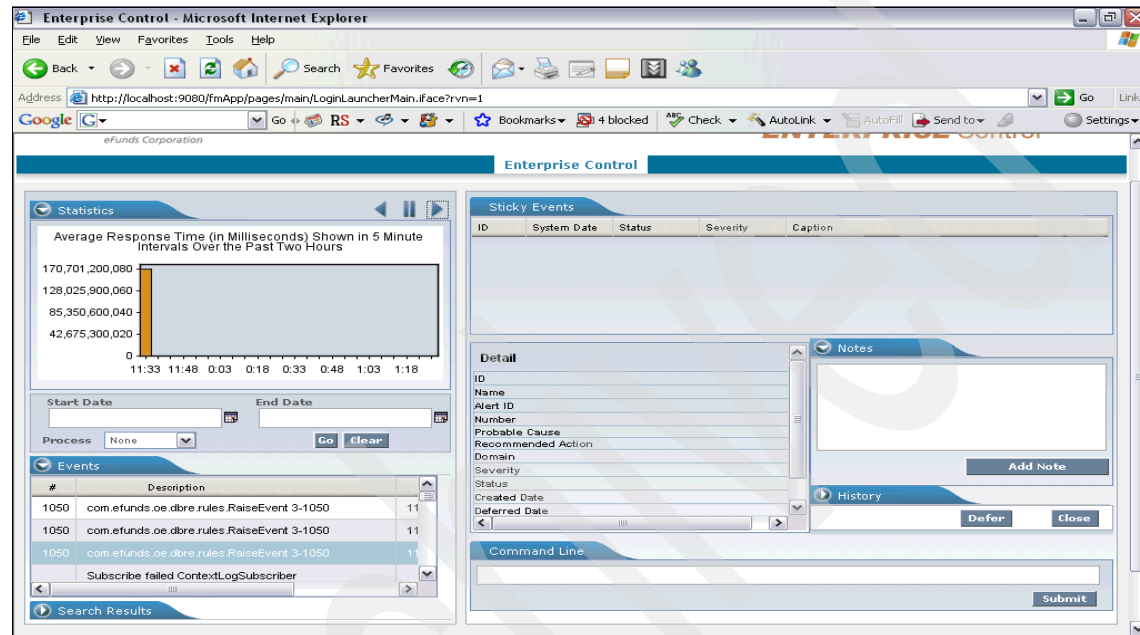 Enterprise Control - Microsoft Internet Explorer
File Edit View Favorites Tools Help
Back Search Favorites
Address http://localhost:9080/fmApp/pages/main/LoginLauncherMain.iface?rvn=1 Go Link
Google G Go RS Bookmarks 4 blocked ABC Check AutoLink AutoFill Send to Settings
eFunds Corporation ENTERPRISE Control
Enterprise Control
Statistics
Average Response Time (in Milliseconds) Shown in 5 Minute
Intervals Over the Past Two Hours
170,701,200,080
128,025,900,060
85,350,600,040
42,675,300,020
0
11:33 11:48 0:03 0:18 0:33 0:48 1:03 1:18
Start Date End Date
Process None Go Clear
Events
# Description
1050 com.efunds.oe.dbre.rules.RaiseEvent 3-1050 11
1050 com.efunds.oe.dbre.rules.RaiseEvent 3-1050 11
1050 com.efunds.oe.dbre.rules.RaiseEvent 3-1050 11
Subscribe failed ContextLogSubscriber
Search Results
Sticky Events
ID System Date Status Severity Caption
Detail
ID
Name
Alert ID
Number
Probable Cause
Recommended Action
Domain
Severity
Status
Created Date
Deferred Date
Notes
Add Note
History
Defer Close
Command Line
Submit